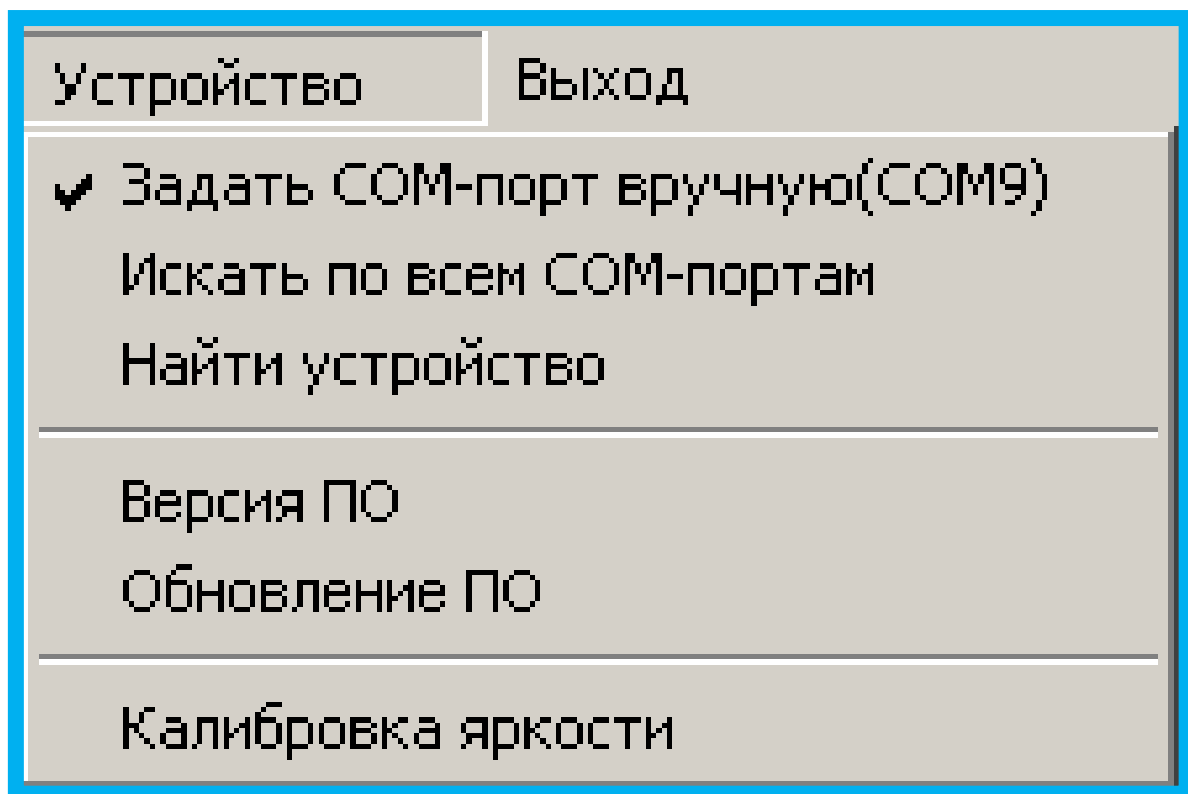 Устройство Выход
Задать COM-порт вручную(COM9)
Искать по всем COM-портам
Найти устройство
Версия ПО
Обновление ПО
Калибровка яркости